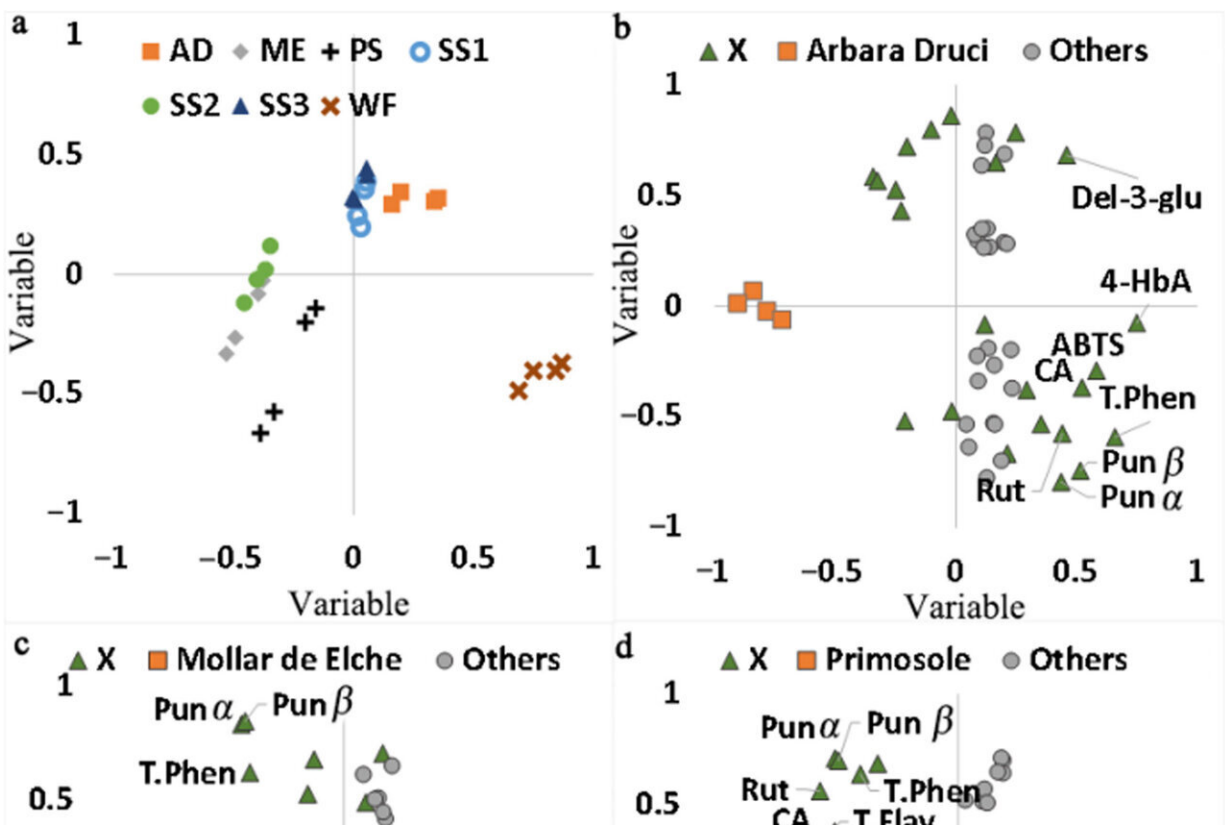 a
1
AD ME PS SS1
SS2 SS3 WF
0.5
0
−0.5
−1
−1 −0.5 0 0.5 1
Variable
Variable
b
X Arbara Druci Others
1
Del-3-glu
0.5
4-HbA
0
ABTS
CA
T.Phen
−0.5
Pun β
Rut
Pun α
−1
−1 −0.5 0 0.5 1
Variable
Variable
c
X Mollar de Elche Others
1
Pun α Pun β
T.Phen
0.5
d
X Primosole Others
1
Pun α Pun β
Rut T.Phen
0.5
CA T.Flav